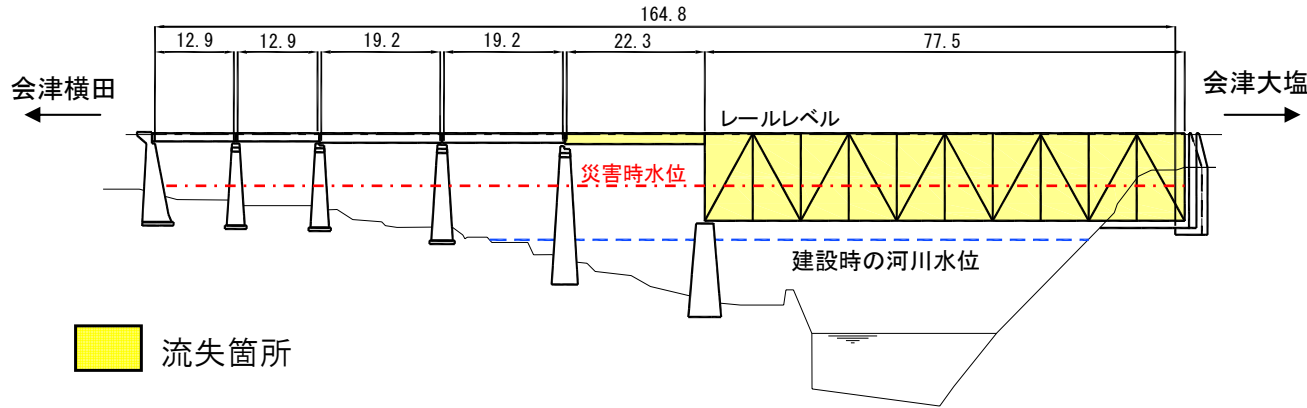 164.8
12.9 12.9 19.2 19.2 22.3 77.5
会津横田
会津大塩
レールレベル
災害時水位
建設時の河川水位
流失箇所